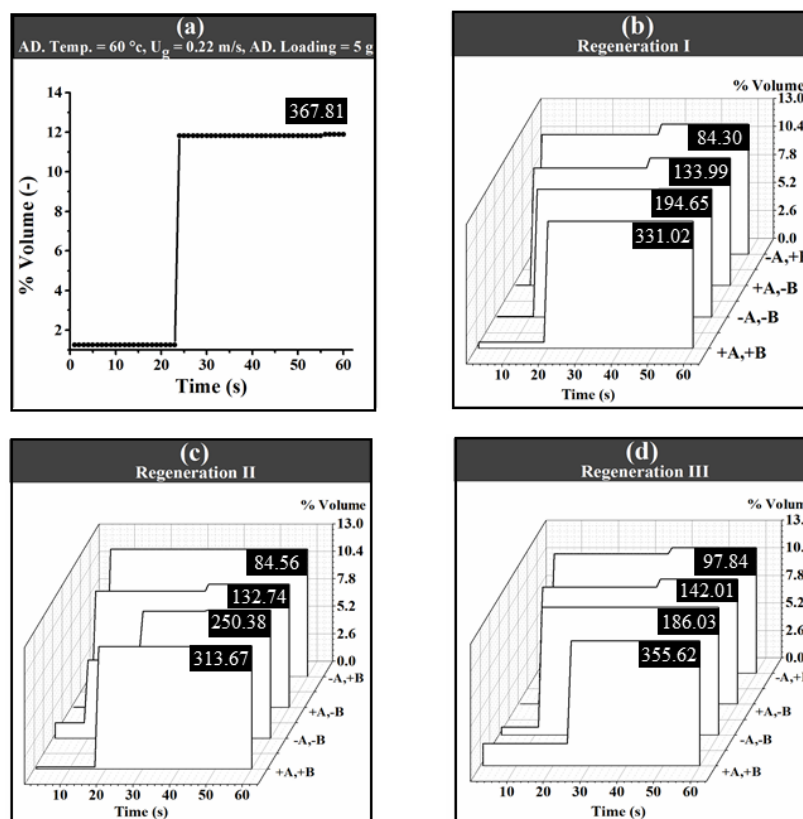 (a)
AD. Temp. = 60 °c, Ug = 0.22 m/s, AD. Loading = 5 g
% Volume (-)
14
12
10
8
6
4
2
367.81
0 10 20 30 40 50 60
Time (s)
(b)
Regeneration I
% Volume
13.0
10.4
7.8
5.2
2.6
0.0
84.30
133.99
194.65
331.02
-A,+B
+A,-B
-A,-B
+A,+B
10 20 30 40 50 60
Time (s)
(c)
Regeneration II
% Volume
13.0
10.4
7.8
5.2
2.6
0.0
84.56
132.74
250.38
313.67
-A,+B
+A,-B
-A,-B
+A,+B
10 20 30 40 50 60
Time (s)
(d)
Regeneration III
% Volum
13.
10.
7.8
5.2
2.6
0.0
97.84
142.01
186.03
355.62
-A,+B
+A,-B
-A,-B
+A,+B
10 20 30 40 50 60
Time (s)